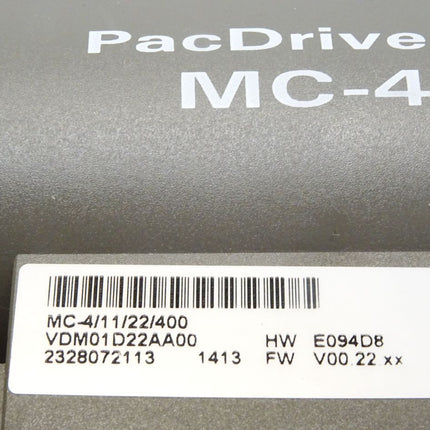 PacDrive
MC-4
MC-4/11/22/400
VDM01D22AA00 HW E094D8
2328072113 1413 FW V00.22 xx